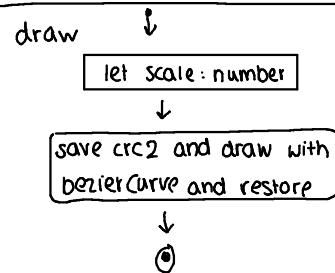 draw
let scale: number
save crc2 and draw with
bezierCurve and restore